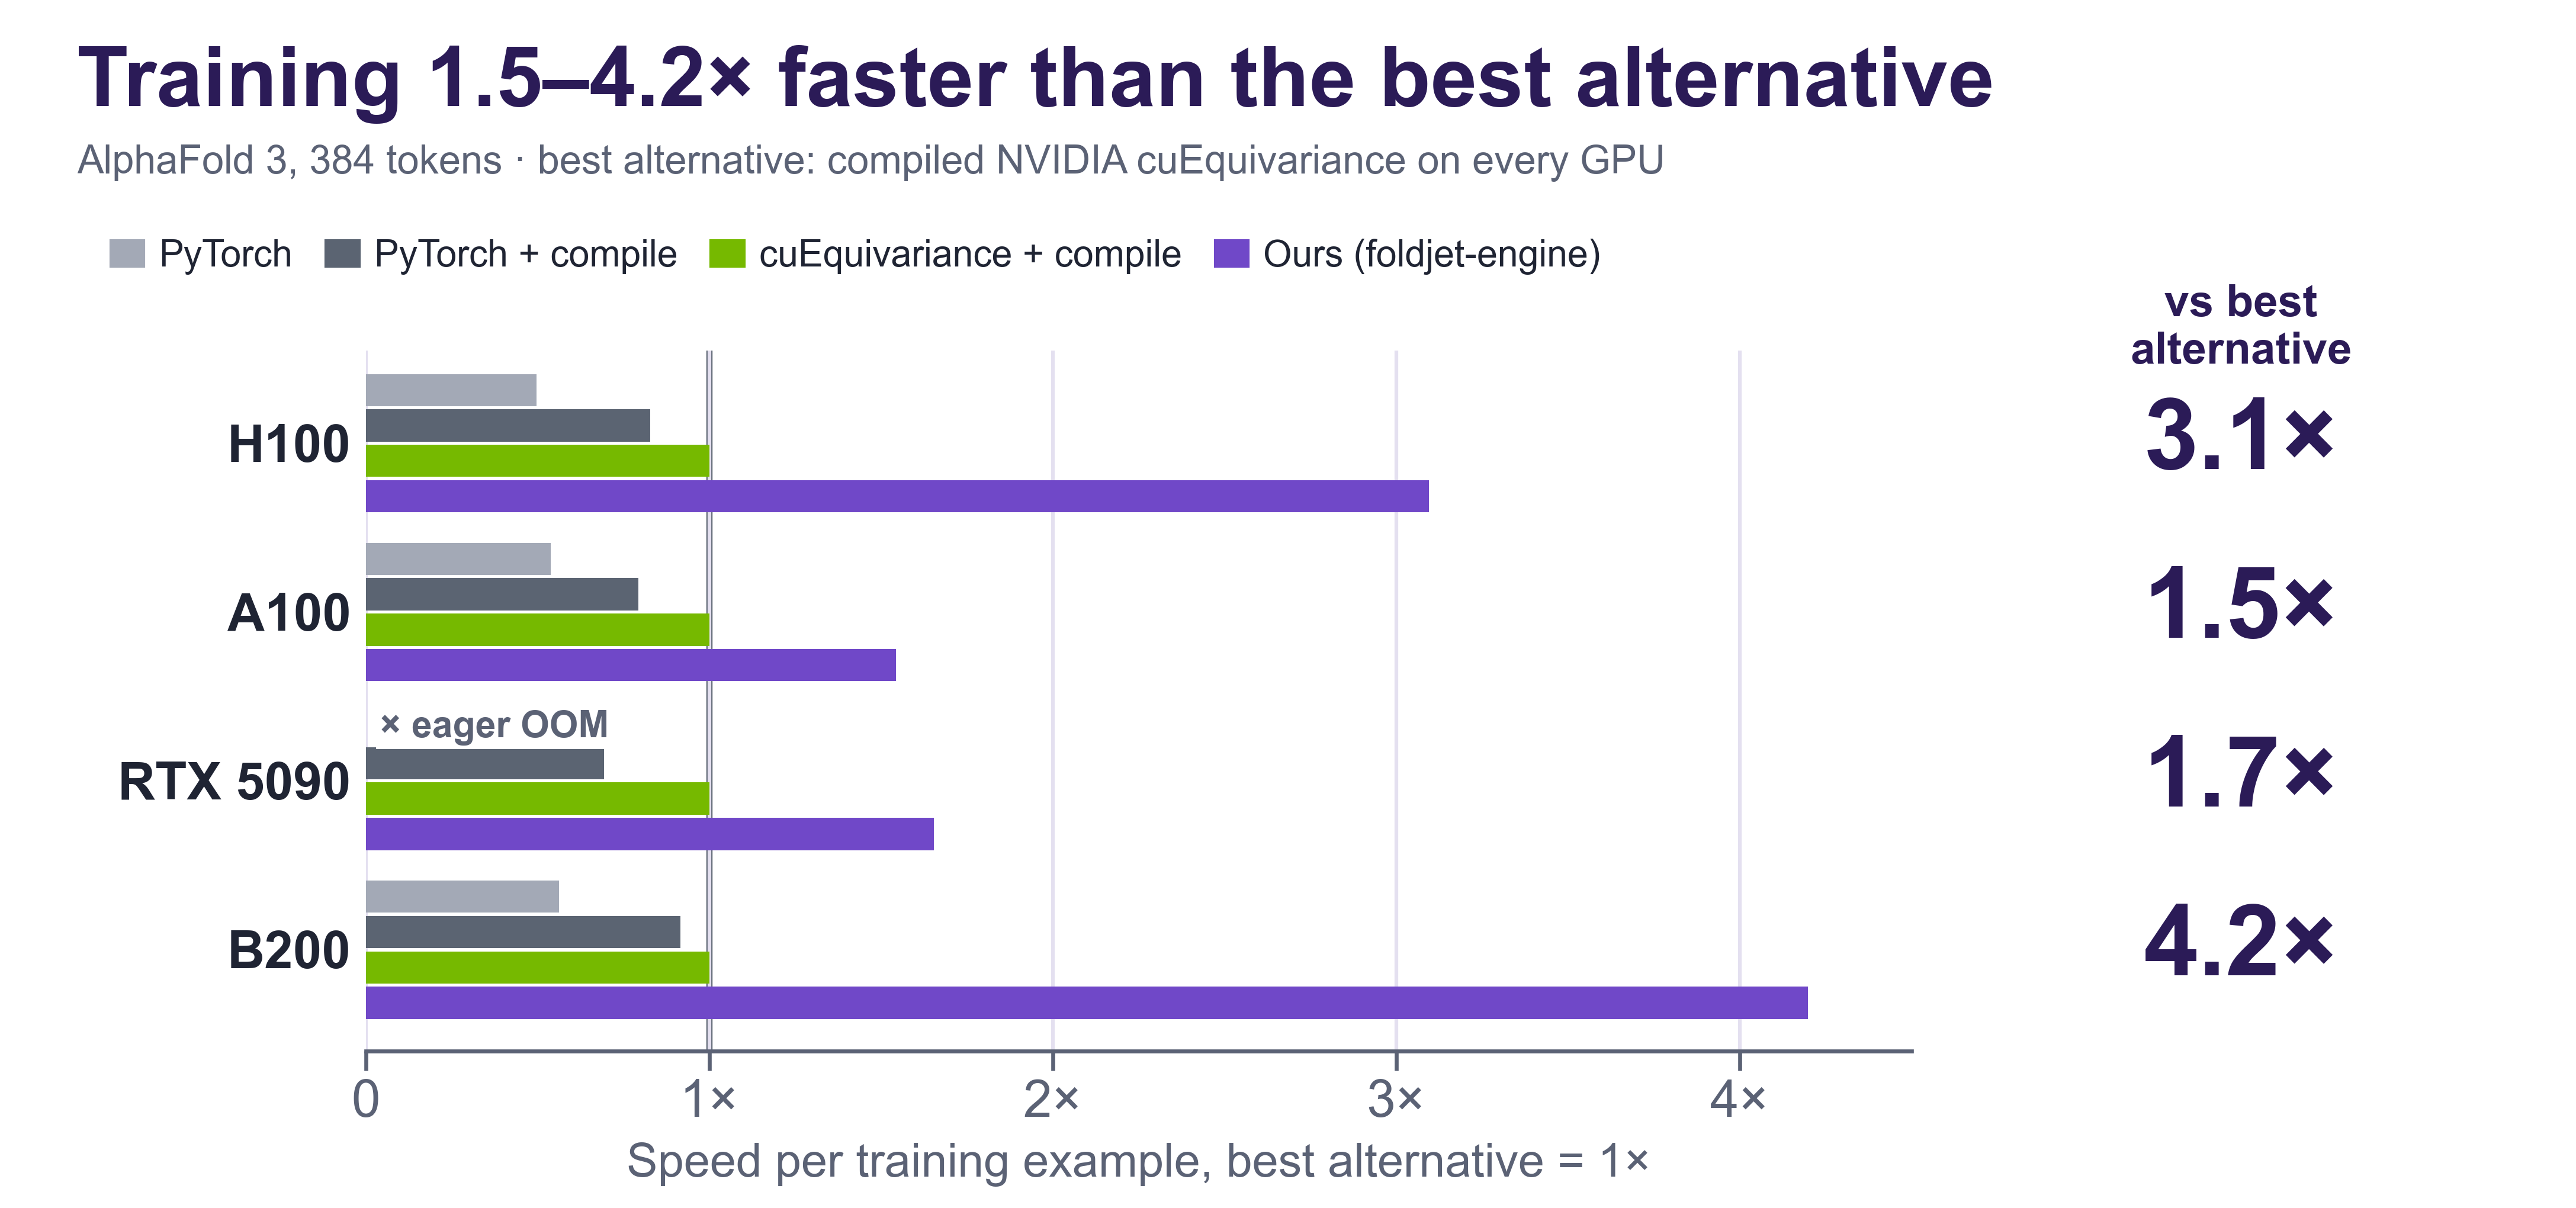 Training 1.5–4.2× faster than the best alternative
AlphaFold 3, 384 tokens · best alternative: compiled NVIDIA cuEquivariance on every GPU
PyTorch PyTorch + compile cuEquivariance + compile Ours (foldjet-engine)
vs best
alternative
H100 3.1×
A100 1.5×
× eager OOM
RTX 5090 1.7×
B200 4.2×
0 1× 2× 3× 4×
Speed per training example, best alternative = 1×